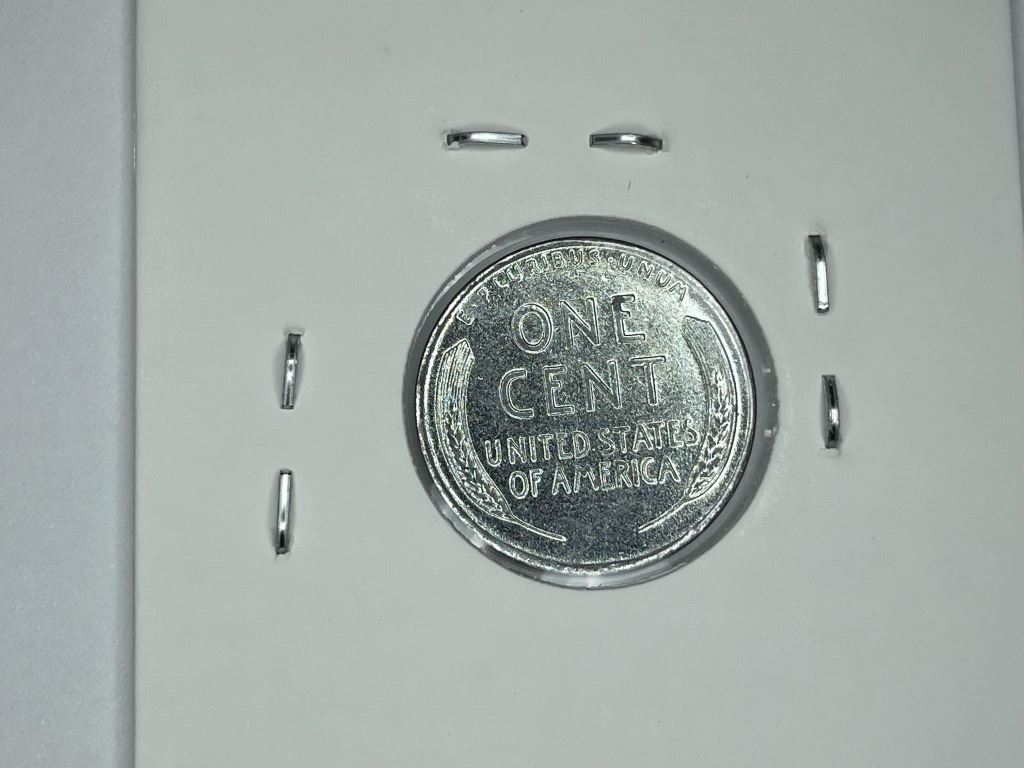 E PLURIBUS UNUM
ONE
CENT
UNITED STATES
OF AMERICA